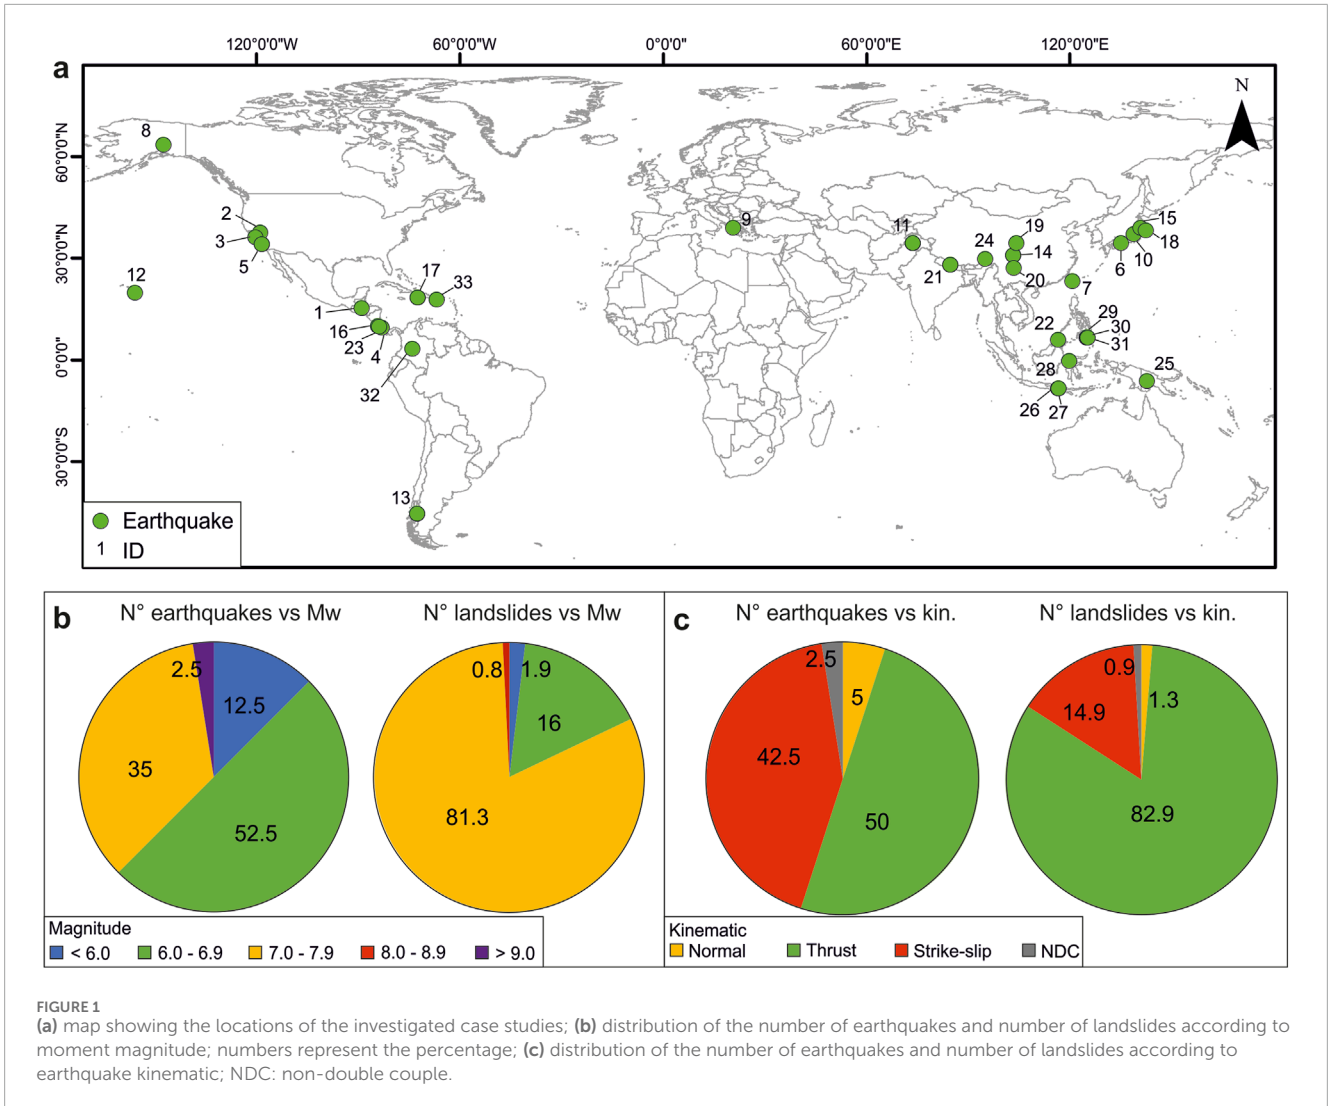 120°0'0"W 60°0'0"W 0°0'0" 60°0'0"E 120°0'0"E
a
N
60°0'0"N
30°0'0"N
0°0'0"
30°0'0"S
8
2
3
5
12
1
17
33
16
23
4
32
13
9
11
21
24
19
14
20
15
18
10
6
7
22
29
30
31
28
25
26
27
Earthquake
1 ID
b
N° earthquakes vs Mw
N° landslides vs Mw
2.5
12.5
35
52.5
0.8
1.9
16
81.3
Magnitude
< 6.0 6.0 - 6.9 7.0 - 7.9 8.0 - 8.9 > 9.0
c
N° earthquakes vs kin.
N° landslides vs kin.
2.5
5
42.5
50
0.9
1.3
14.9
82.9
Kinematic
Normal Thrust Strike-slip NDC
FIGURE 1
(a) map showing the locations of the investigated case studies; (b) distribution of the number of earthquakes and number of landslides according to
moment magnitude; numbers represent the percentage; (c) distribution of the number of earthquakes and number of landslides according to
earthquake kinematic; NDC: non-double couple.